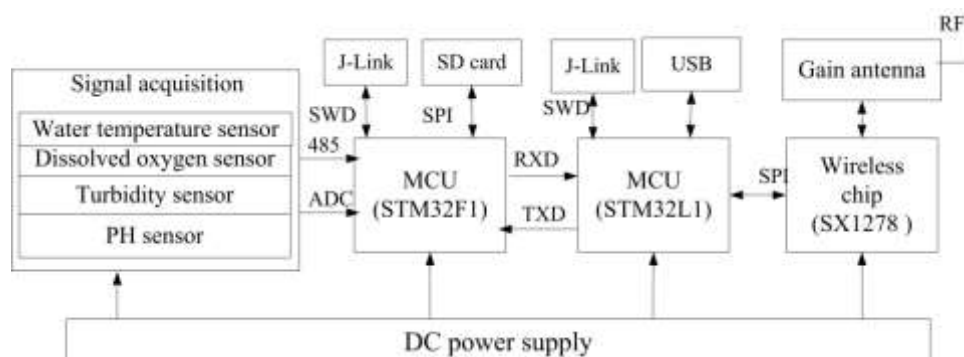 RF
J-Link
SD card
J-Link
USB
Gain antenna
Signal acquisition
SWD
SPI
SWD
Water temperature sensor
Dissolved oxygen sensor
Turbidity sensor
PH sensor
485
ADC
MCU
(STM32F1)
RXD
TXD
MCU
(STM32L1)
SPI
Wireless
chip
(SX1278 )
DC power supply